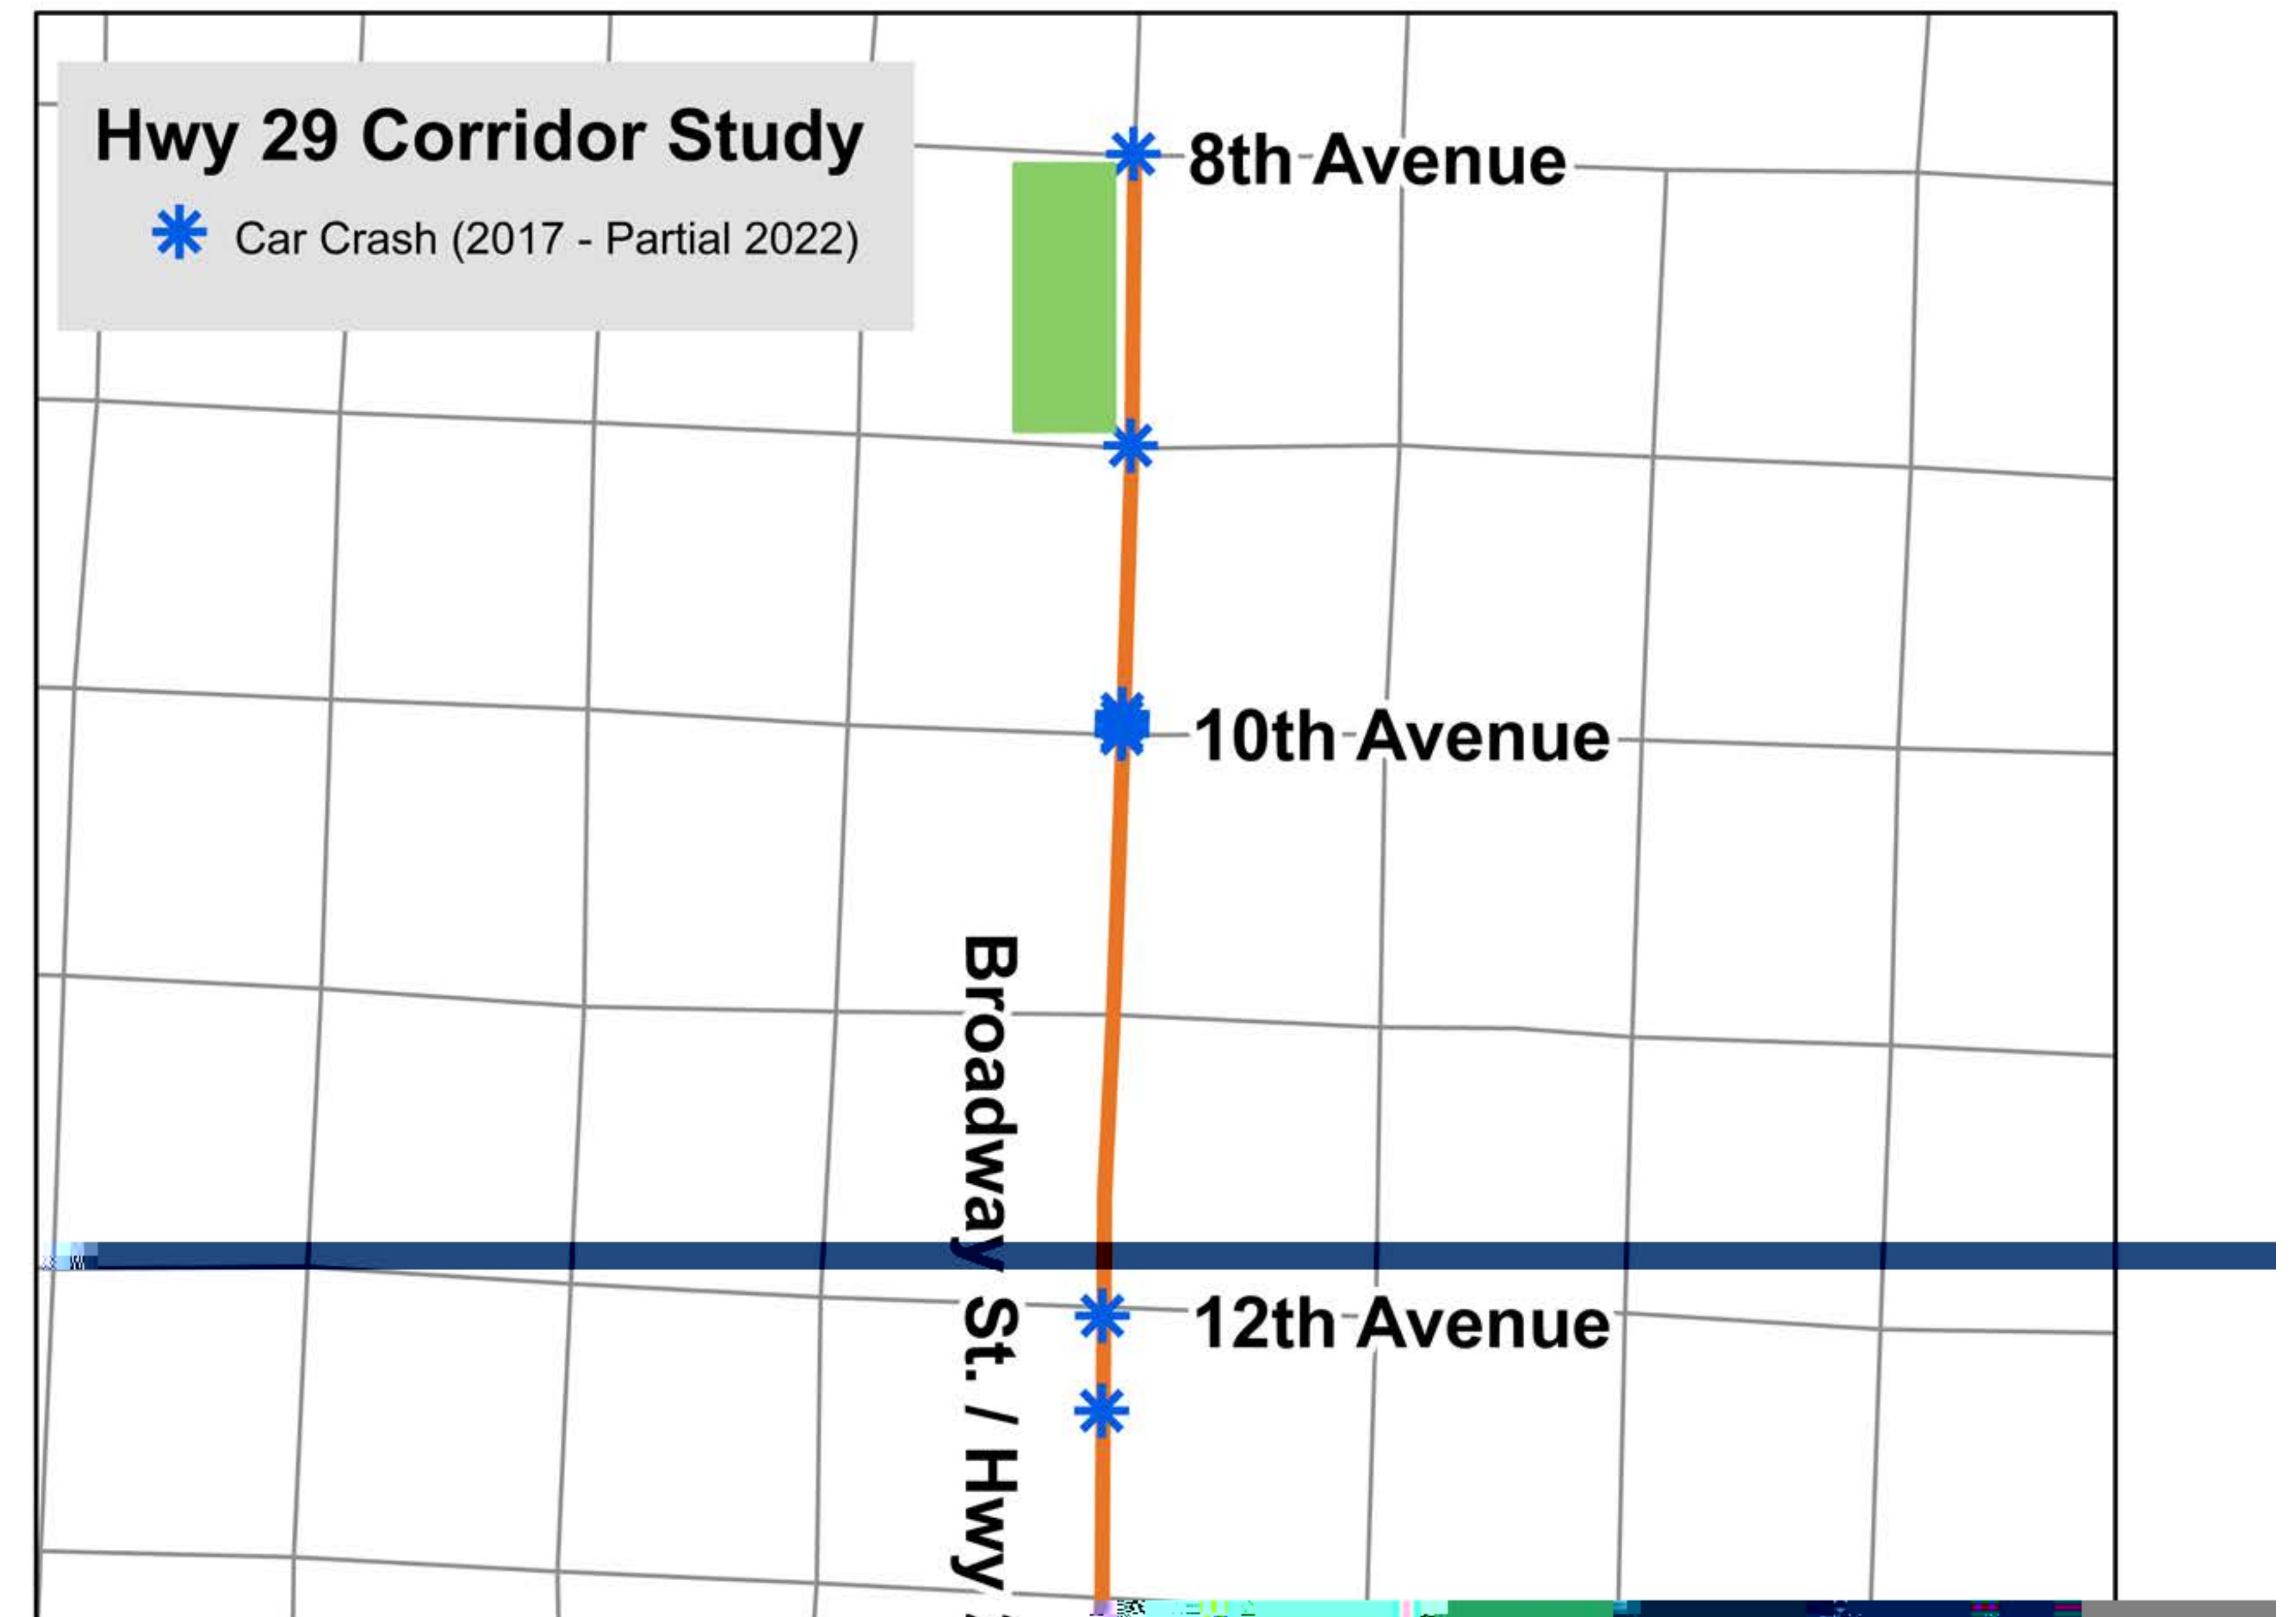 Hwy 29 Corridor Study
Car Crash (2017 - Partial 2022)
8th Avenue
10th Avenue
12th Avenue
Broadway St. / Hwy